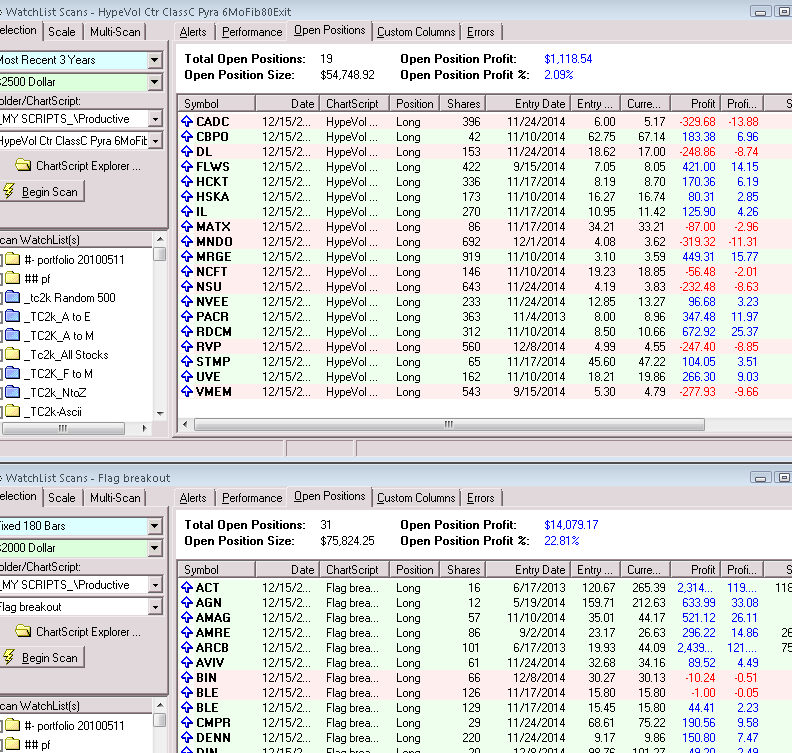 WatchList Scans - HypeVol Ctr ClassC Pyra 6MoFib80Exit
election Scale Multi-Scan
Most Recent 3 Years
$2500 Dollar
older/ChartScript:
_MY SCRIPTS_\Productive
HypeVol Ctr ClassC Pyra 6MoFib
ChartScript Explorer ...
Begin Scan
can WatchList(s)
#- portfolio 20100511
## pf
_tc2k Random 500
_TC2K_A to E
_TC2K_A to M
_Tc2k_All Stocks
_TC2K_F to M
_TC2k_NtoZ
_TC2k-Ascii
Alerts Performance Open Positions Custom Columns Errors
Total Open Positions: 19 Open Position Profit: $1,118.54
Open Position Size: $54,748.92 Open Position Profit %: 2.09%
Symbol Date ChartScript Position Shares Entry Date Entry ... Curre... Profit Profi... S
CADC 12/15/2... HypeVol ... Long 396 11/24/2014 6.00 5.17 -329.68 -13.88
CBPO 12/15/2... HypeVol ... Long 42 11/10/2014 62.75 67.14 183.38 6.96
DL 12/15/2... HypeVol ... Long 153 11/24/2014 18.62 17.00 -248.86 -8.74
FLWS 12/15/2... HypeVol ... Long 422 9/15/2014 7.05 8.05 421.00 14.15
HCKT 12/15/2... HypeVol ... Long 336 11/17/2014 8.19 8.70 170.36 6.19
HSKA 12/15/2... HypeVol ... Long 173 11/10/2014 16.27 16.74 80.31 2.85
IL 12/15/2... HypeVol ... Long 270 11/17/2014 10.95 11.42 125.90 4.26
MATX 12/15/2... HypeVol ... Long 86 11/17/2014 34.21 33.21 -87.00 -2.96
MNDO 12/15/2... HypeVol ... Long 692 12/1/2014 4.08 3.62 -319.32 -11.31
MRGE 12/15/2... HypeVol ... Long 919 11/10/2014 3.10 3.59 449.31 15.77
NCFT 12/15/2... HypeVol ... Long 146 11/10/2014 19.23 18.85 -56.48 -2.01
NSU 12/15/2... HypeVol ... Long 643 11/24/2014 4.19 3.83 -232.48 -8.63
NVEE 12/15/2... HypeVol ... Long 233 11/24/2014 12.85 13.27 96.68 3.23
PACR 12/15/2... HypeVol ... Long 363 11/4/2013 8.00 8.96 347.48 11.97
RDCM 12/15/2... HypeVol ... Long 312 11/10/2014 8.50 10.66 672.92 25.37
RVP 12/15/2... HypeVol ... Long 560 12/8/2014 4.99 4.55 -247.40 -8.85
STMP 12/15/2... HypeVol ... Long 65 11/17/2014 45.60 47.22 104.05 3.51
UVE 12/15/2... HypeVol ... Long 162 11/10/2014 18.21 19.86 266.30 9.03
VMEM 12/15/2... HypeVol ... Long 543 9/15/2014 5.30 4.79 -277.93 -9.66
WatchList Scans - Flag breakout
election Scale Multi-Scan
Fixed 180 Bars
$2000 Dollar
older/ChartScript:
_MY SCRIPTS_\Productive
Flag breakout
ChartScript Explorer ...
Begin Scan
can WatchList(s)
#- portfolio 20100511
## pf
Alerts Performance Open Positions Custom Columns Errors
Total Open Positions: 31 Open Position Profit: $14,079.17
Open Position Size: $75,824.25 Open Position Profit %: 22.81%
Symbol Date ChartScript Position Shares Entry Date Entry ... Curre... Profit Profi... S
ACT 12/15/2... Flag brea... Long 16 6/17/2013 120.67 265.39 2,314... 119.... 118
AGN 12/15/2... Flag brea... Long 12 5/19/2014 159.71 212.63 633.99 33.08
AMAG 12/15/2... Flag brea... Long 57 11/10/2014 35.01 44.17 521.12 26.11
AMRE 12/15/2... Flag brea... Long 86 9/2/2014 23.17 26.63 296.22 14.86 26
ARCB 12/15/2... Flag brea... Long 101 6/17/2013 19.93 44.09 2,439... 121.... 75
AVIV 12/15/2... Flag brea... Long 61 11/24/2014 32.68 34.16 89.52 4.49
BIN 12/15/2... Flag brea... Long 66 12/8/2014 30.27 30.13 -10.24 -0.51
BLE 12/15/2... Flag brea... Long 126 11/17/2014 15.80 15.80 -1.00 -0.05
BLE 12/15/2... Flag brea... Long 129 11/17/2014 15.45 15.80 44.41 2.23
CMPR 12/15/2... Flag brea... Long 29 11/24/2014 68.61 75.22 190.56 9.58
DENN 12/15/2... Flag brea... Long 220 11/24/2014 9.17 9.86 150.80 7.47